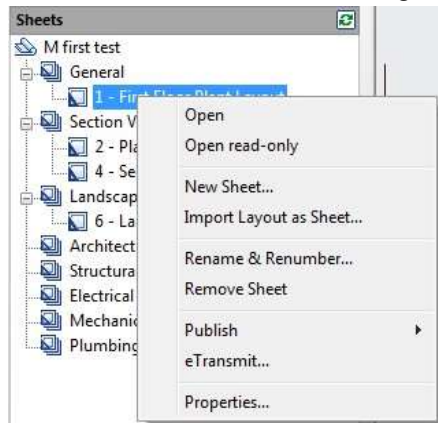 Sheets
M first test
General
1 - First Floor Plant Layout
Section V
2 - Pla
4 - Se
Landscap
6 - La
Architect
Structura
Electrical
Mechanic
Plumbing
Open
Open read-only
New Sheet...
Import Layout as Sheet...
Rename & Renumber...
Remove Sheet
Publish
eTransmit...
Properties...